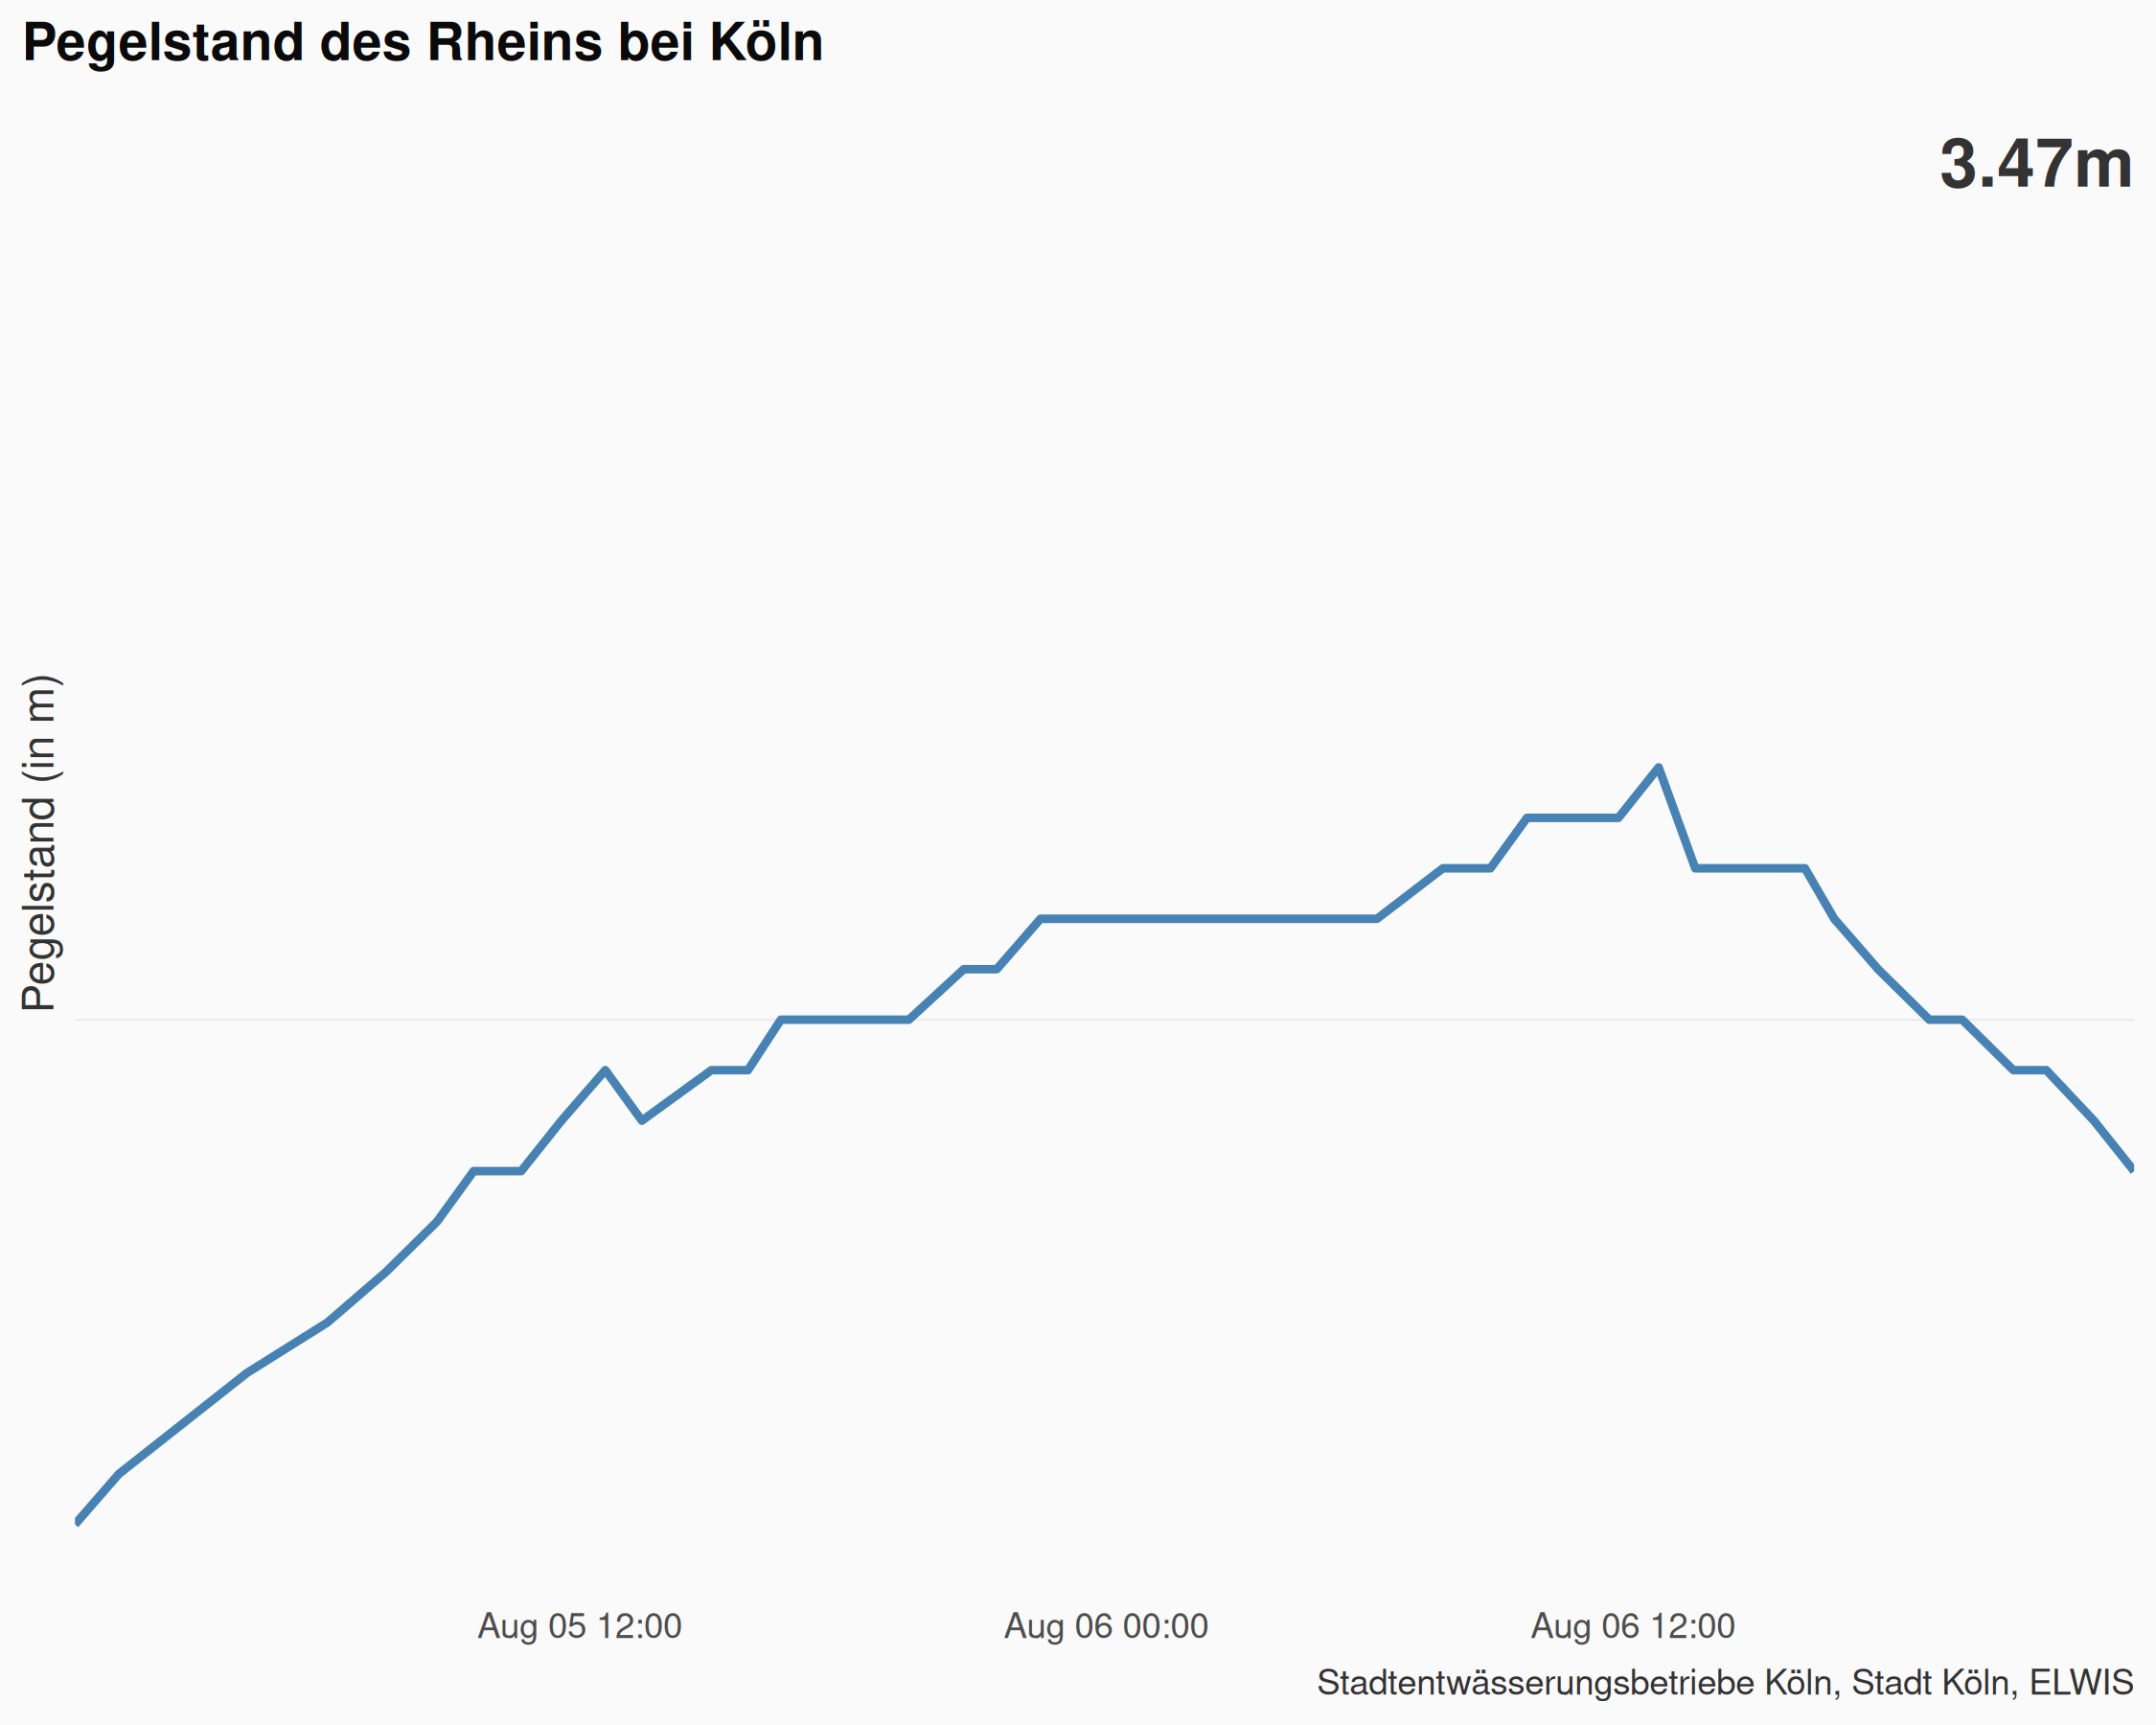 Pegelstand des Rheins bei Köln
3.47m
Pegelstand (in m)
Aug 05 12:00
Aug 06 00:00
Aug 06 12:00
Stadtentwässerungsbetriebe Köln, Stadt Köln, ELWIS